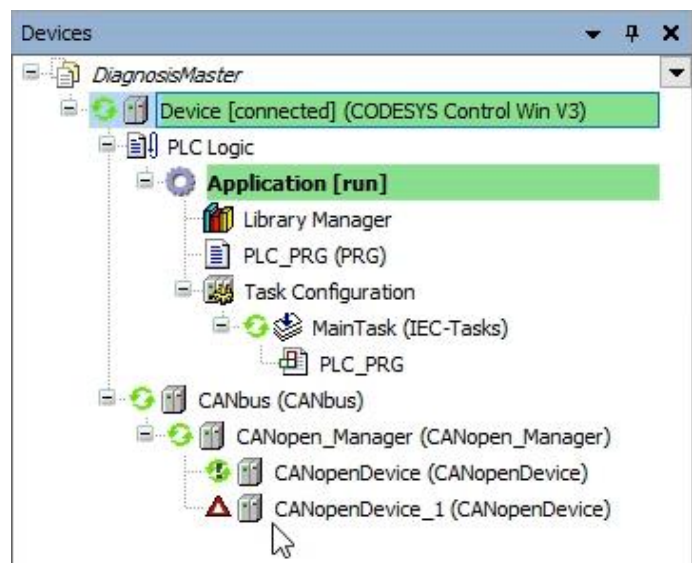 Devices
DiagnosisMaster
Device [connected] (CODESYS Control Win V3)
PLC Logic
Application [run]
Library Manager
PLC_PRG (PRG)
Task Configuration
MainTask (IEC-Tasks)
PLC_PRG
CANbus (CANbus)
CANopen_Manager (CANopen_Manager)
CANopenDevice (CANopenDevice)
CANopenDevice_1 (CANopenDevice)